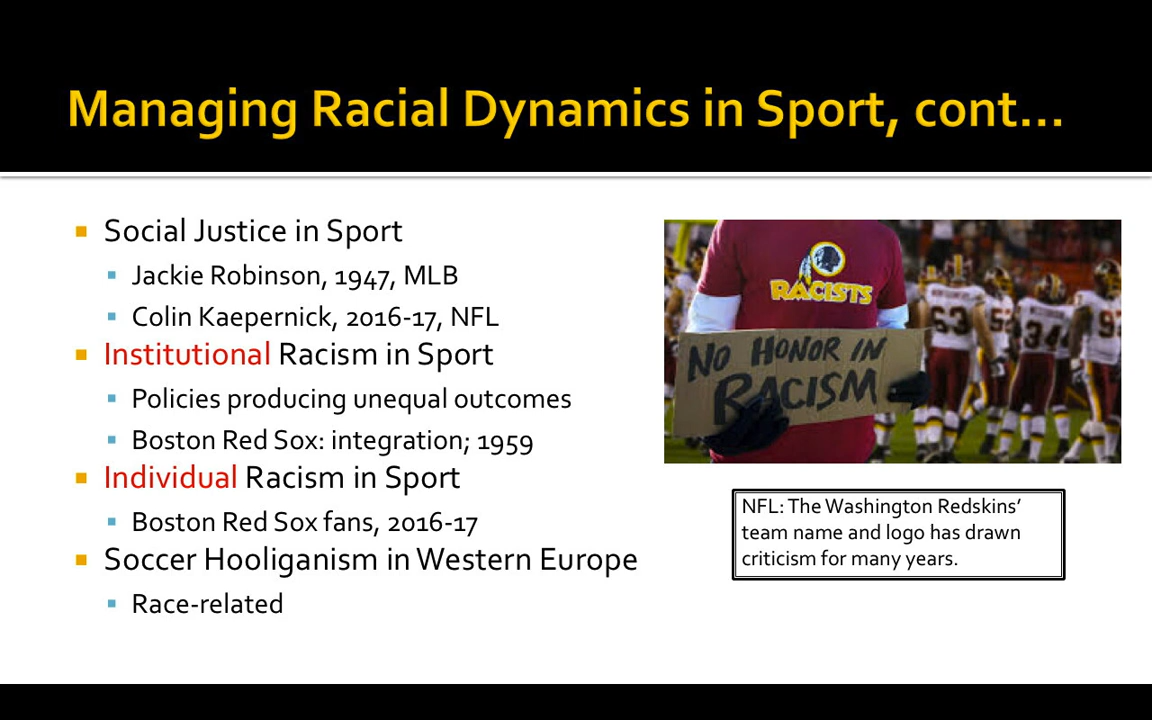 Managing Racial Dynamics in Sport, cont…
Social Justice in Sport
Jackie Robinson, 1947, MLB
Colin Kaepernick, 2016-17, NFL
Institutional Racism in Sport
Policies producing unequal outcomes
Boston Red Sox: integration; 1959
Individual Racism in Sport
Boston Red Sox fans, 2016-17
Soccer Hooliganism in Western Europe
Race-related
RACISTS
NO HONOR IN
RACISM
63
34
NFL: The Washington Redskins'
team name and logo has drawn
criticism for many years.